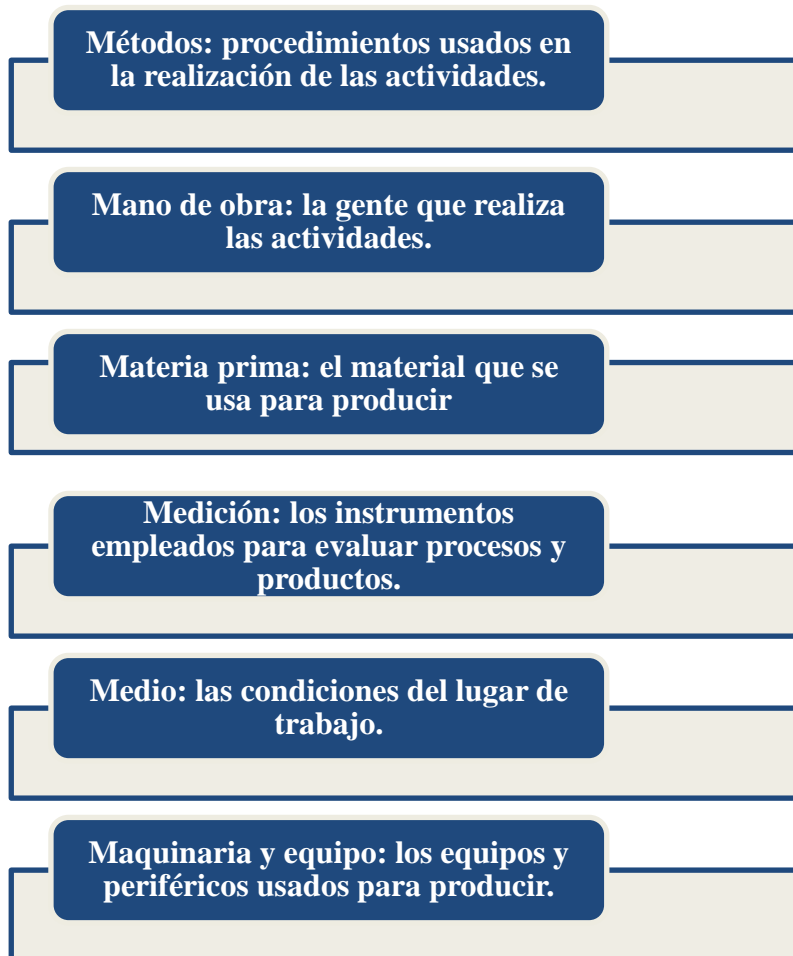 Métodos: procedimientos usados en
la realización de las actividades.
Mano de obra: la gente que realiza
las actividades.
Materia prima: el material que se
usa para producir
Medición: los instrumentos
empleados para evaluar procesos y
productos.
Medio: las condiciones del lugar de
trabajo.
Maquinaria y equipo: los equipos y
periféricos usados para producir.